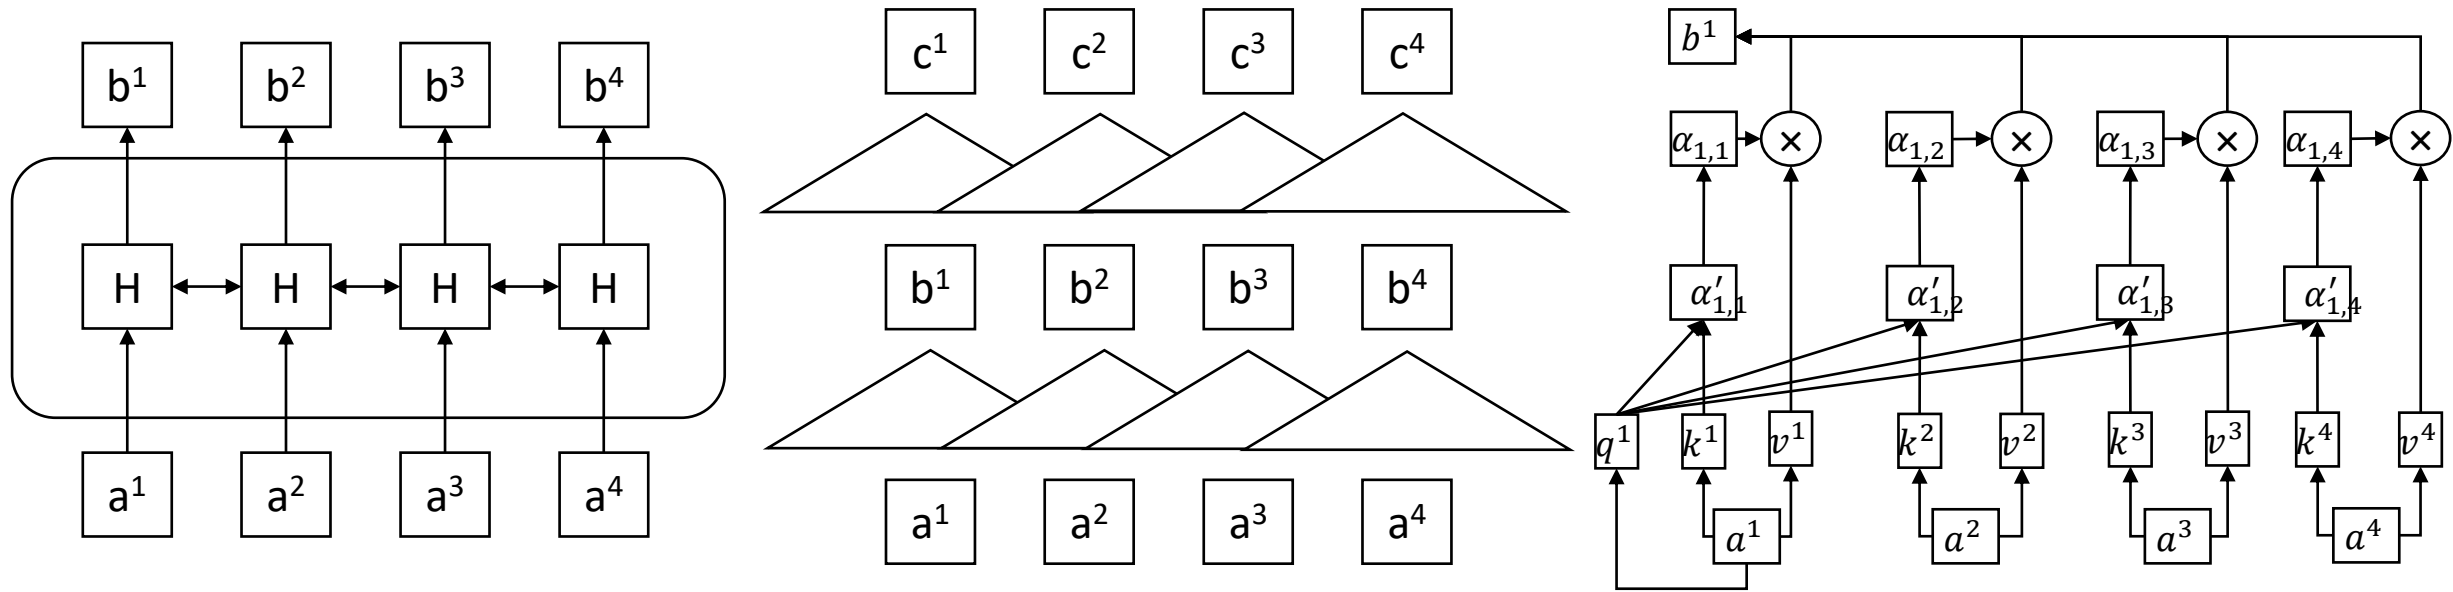 b¹ b² b³ b⁴
H H H H
a¹ a² a³ a⁴
c¹ c² c³ c⁴
b¹ b² b³ b⁴
a¹ a² a³ a⁴
b¹
α₁,₁ × α₁,₂ × α₁,₃ × α₁,₄ ×
α′₁,₁ α′₁,₂ α′₁,₃ α′₁,₄
q¹ k¹ v¹ k² v² k³ v³ k⁴ v⁴
a¹ a² a³ a⁴